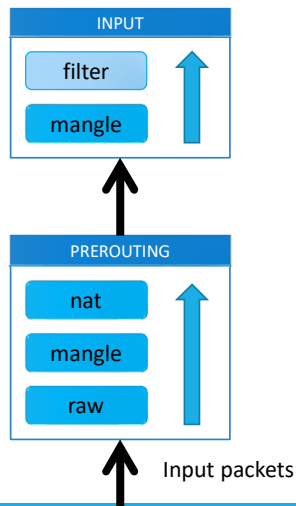 INPUT
filter
mangle
PREROUTING
nat
mangle
raw
Input packets